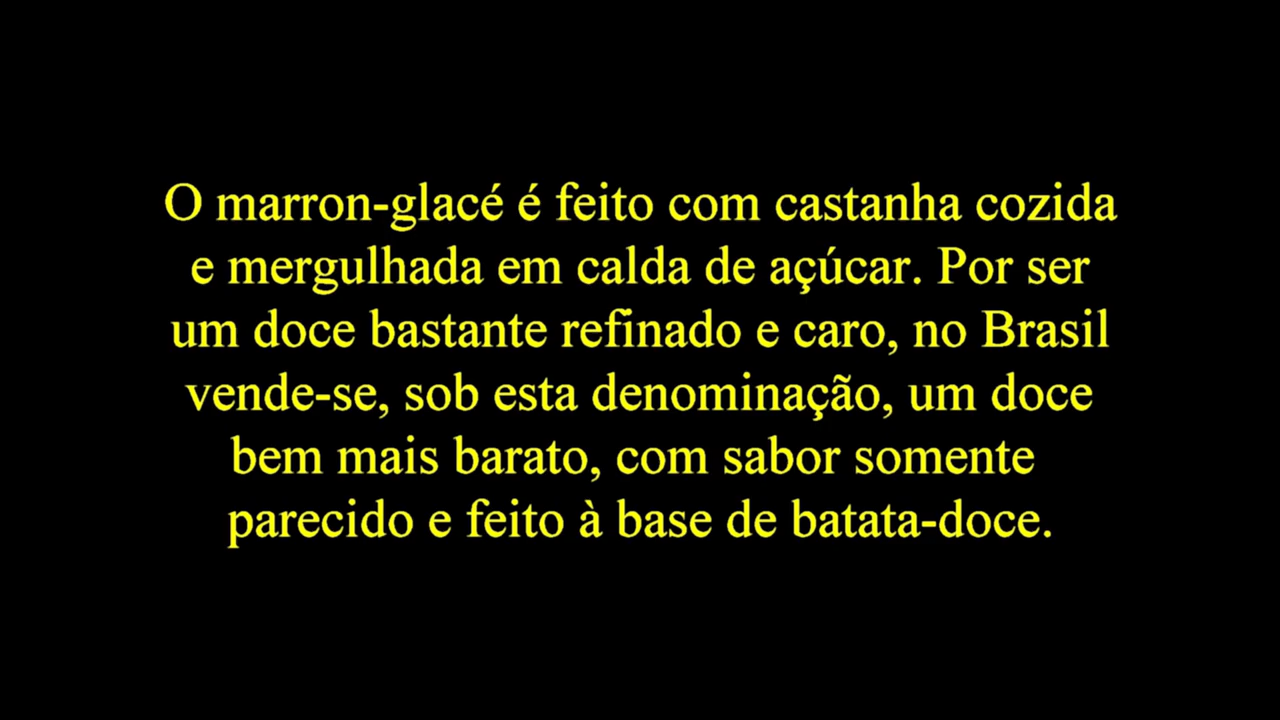 O marron-glacé é feito com castanha cozida
e mergulhada em calda de açúcar. Por ser
um doce bastante refinado e caro, no Brasil
vende-se, sob esta denominação, um doce
bem mais barato, com sabor somente
parecido e feito à base de batata-doce.